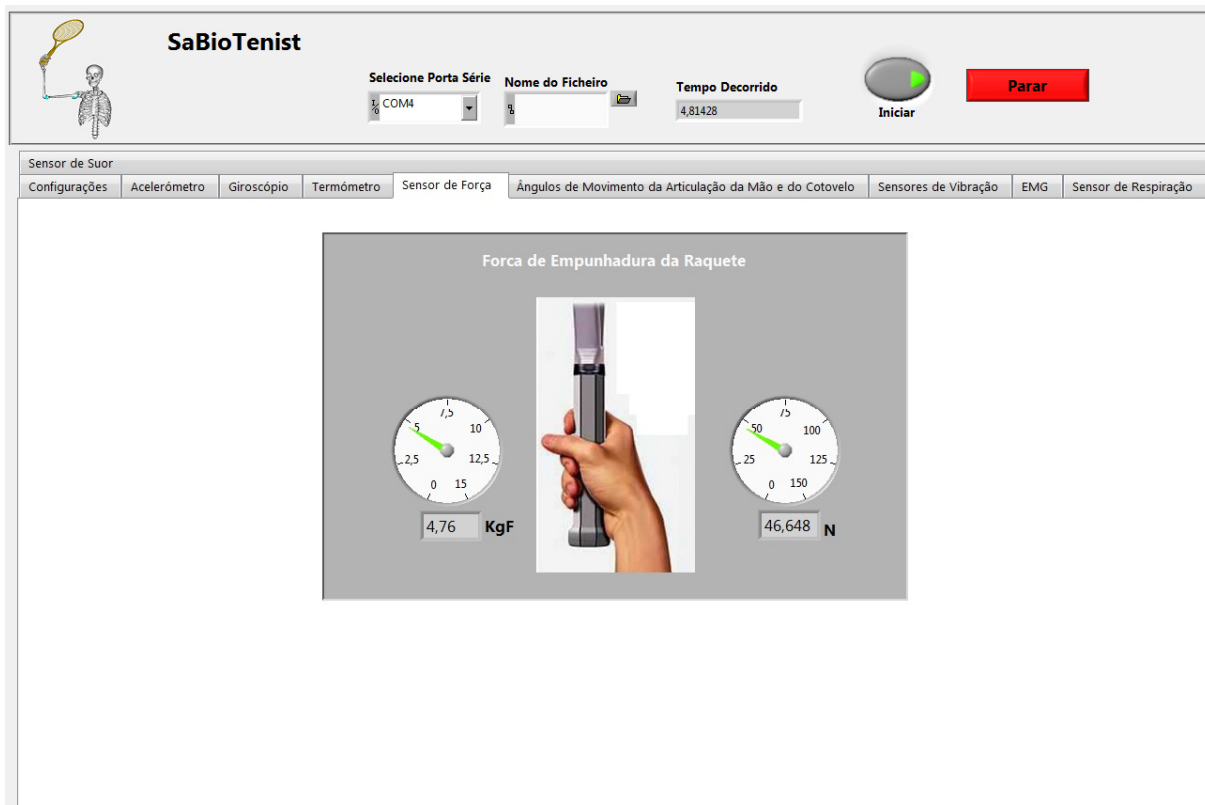 SaBioTenist
Selecione Porta Série
COM4
Nome do Ficheiro
Tempo Decorrido
4,81428
Iniciar
Parar
Sensor de Suor
Configurações
Acelerómetro
Giroscópio
Termómetro
Sensor de Força
Ângulos de Movimento da Articulação da Mão e do Cotovelo
Sensores de Vibração
EMG
Sensor de Respiração
Forca de Empunhadura da Raquete
0
2,5
5
7,5
10
12,5
15
4,76 KgF
0
25
50
75
100
125
150
46,648 N